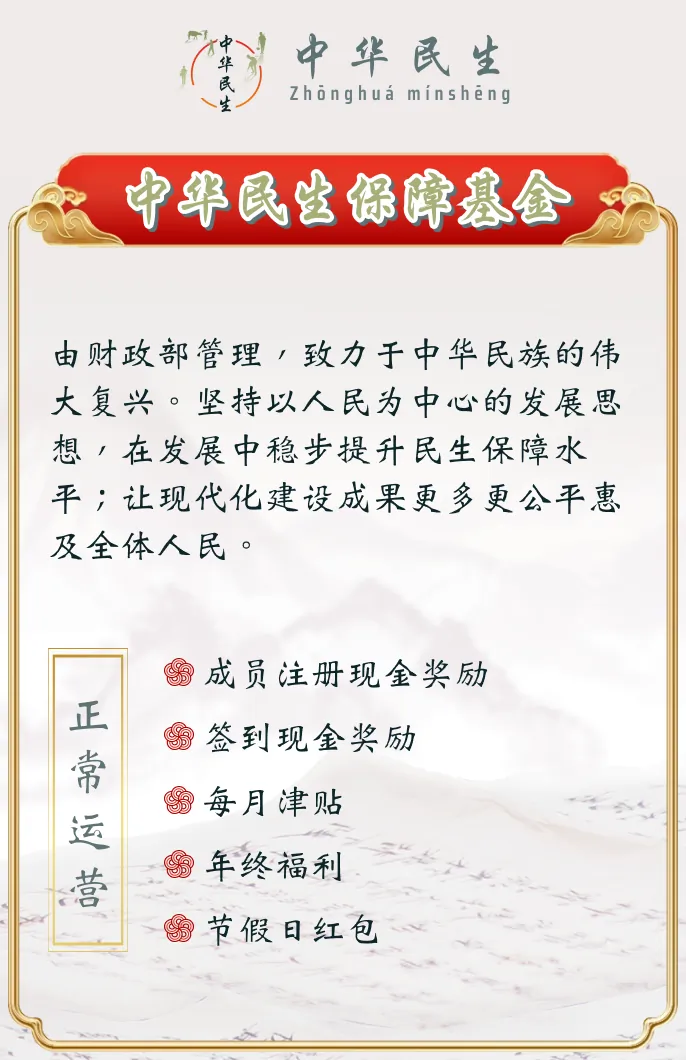 中华民生
中华民生
Zhōnghuá mínshēng
中华民生保障基金
由财政部管理，致力于中华民族的伟
大复兴。坚持以人民为中心的发展思
想，在发展中稳步提升民生保障水
平；让现代化建设成果更多更公平惠
及全体人民。
正常运营
成员注册现金奖励
签到现金奖励
每月津贴
年终福利
节假日红包